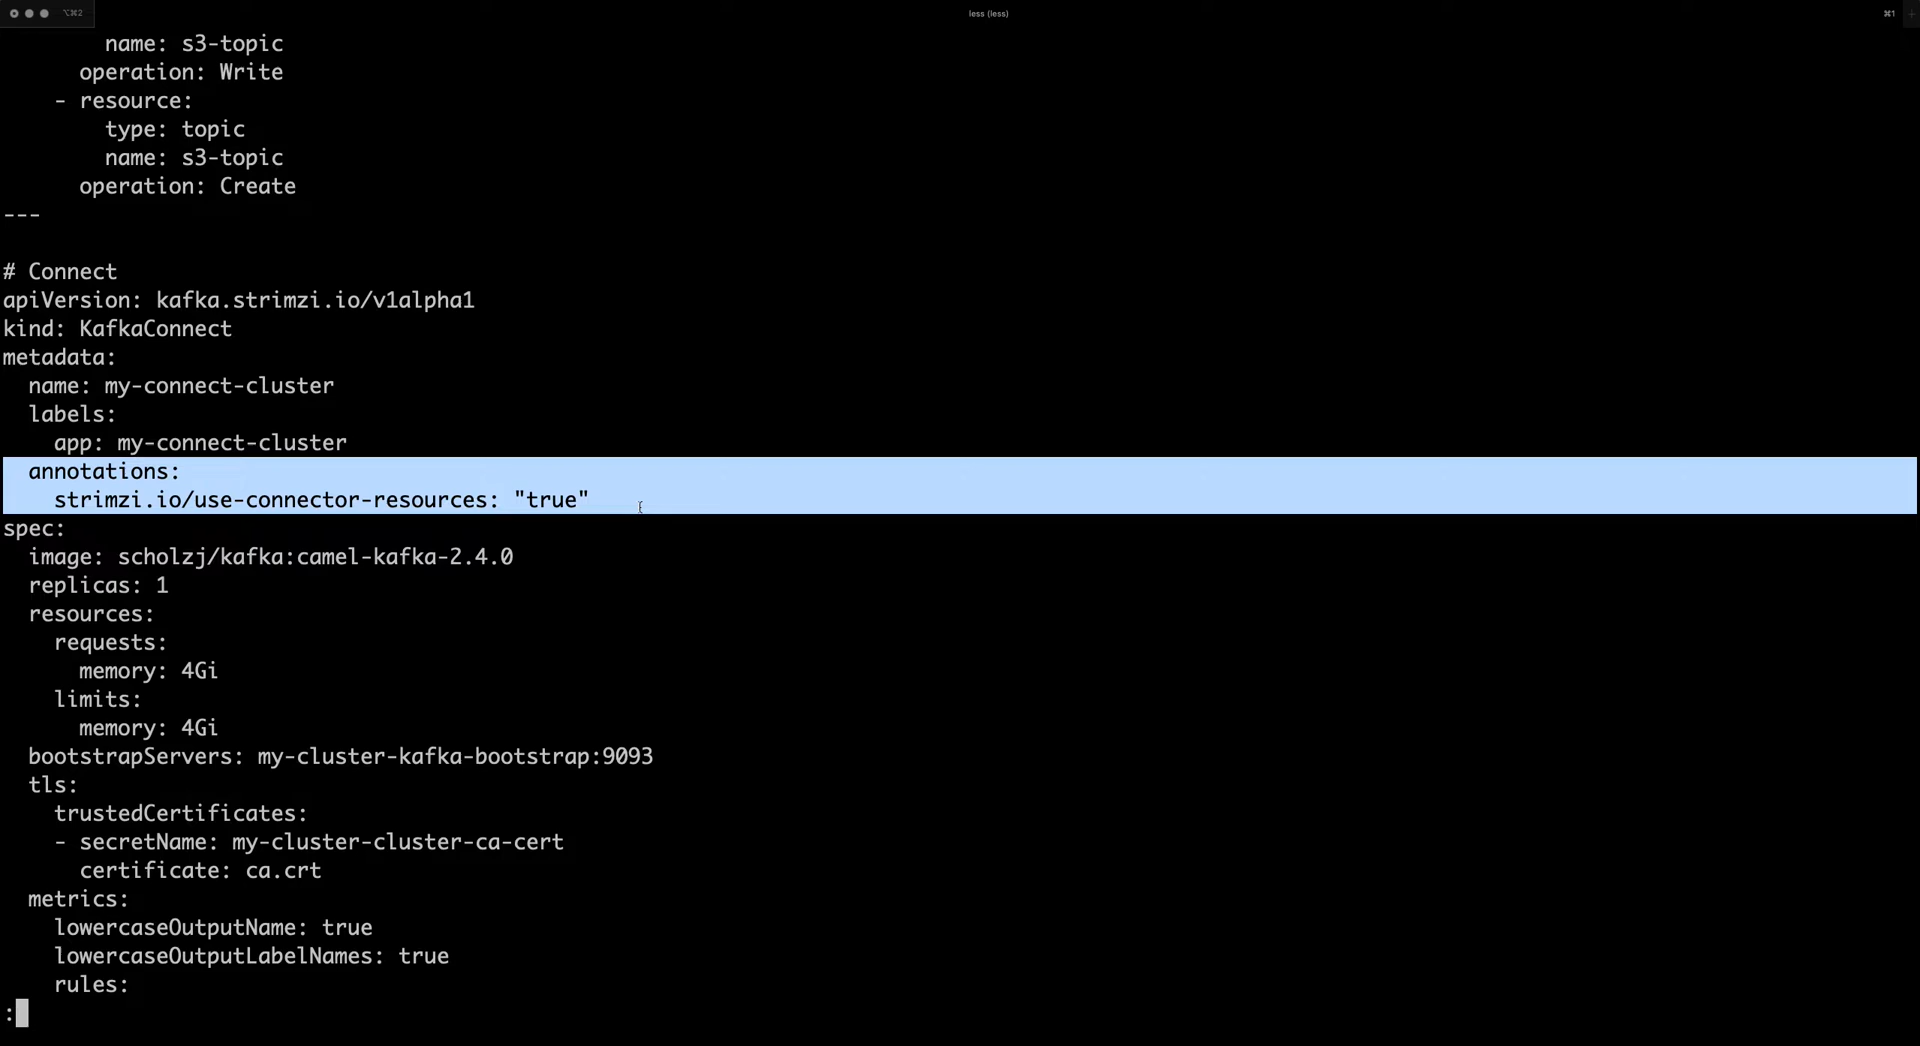 ⌥⌘2
less (less)
⌘1
+
name: s3-topic
operation: Write
- resource:
type: topic
name: s3-topic
operation: Create
---
# Connect
apiVersion: kafka.strimzi.io/v1alpha1
kind: KafkaConnect
metadata:
name: my-connect-cluster
labels:
app: my-connect-cluster
annotations:
strimzi.io/use-connector-resources: "true"
spec:
image: scholzj/kafka:camel-kafka-2.4.0
replicas: 1
resources:
requests:
memory: 4Gi
limits:
memory: 4Gi
bootstrapServers: my-cluster-kafka-bootstrap:9093
tls:
trustedCertificates:
- secretName: my-cluster-cluster-ca-cert
certificate: ca.crt
metrics:
lowercaseOutputName: true
lowercaseOutputLabelNames: true
rules:
: